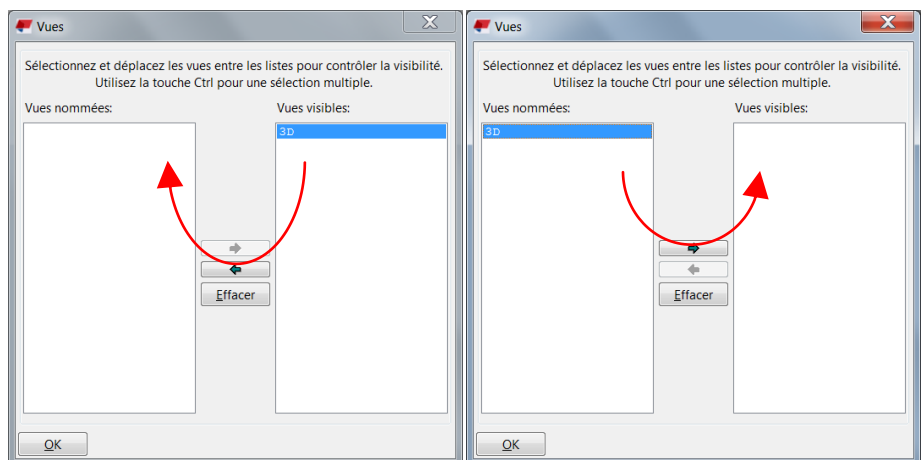 Vues
Sélectionnez et déplacez les vues entre les listes pour contrôler la visibilité.
Utilisez la touche Ctrl pour une sélection multiple.
Vues nommées:
Vues visibles:
3D
Effacer
OK
Vues
Sélectionnez et déplacez les vues entre les listes pour contrôler la visibilité.
Utilisez la touche Ctrl pour une sélection multiple.
Vues nommées:
Vues visibles:
3D
Effacer
OK